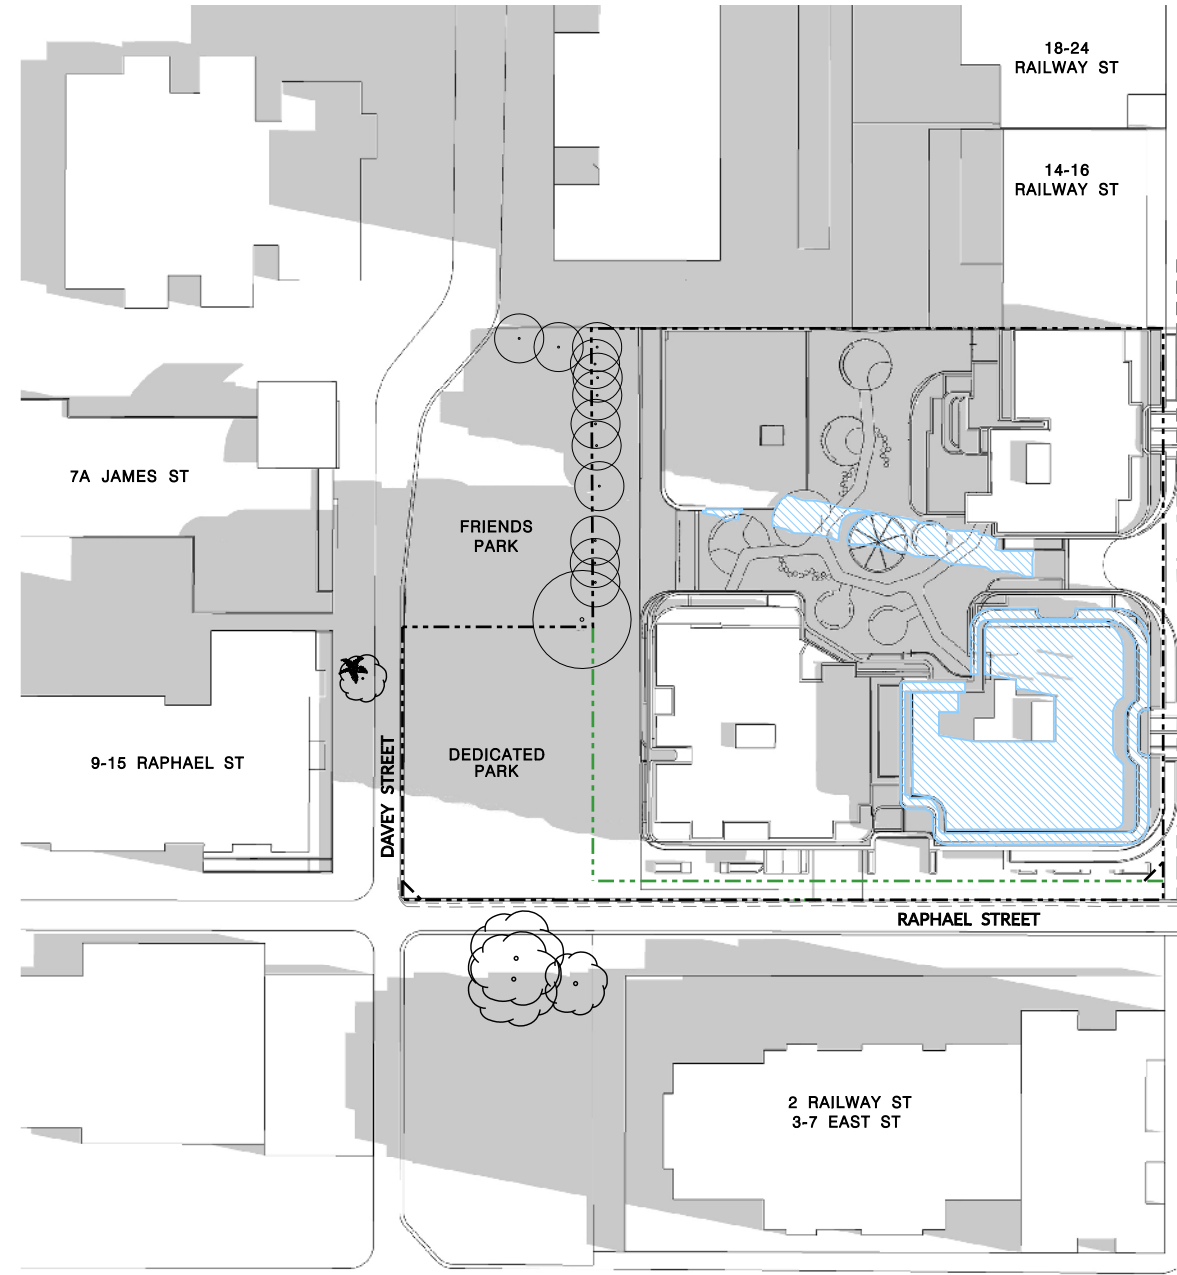 18-24
RAILWAY ST
14-16
RAILWAY ST
7A JAMES ST
FRIENDS
PARK
9-15 RAPHAEL ST
DAVEY STREET
DEDICATED
PARK
RAPHAEL STREET
2 RAILWAY ST
3-7 EAST ST